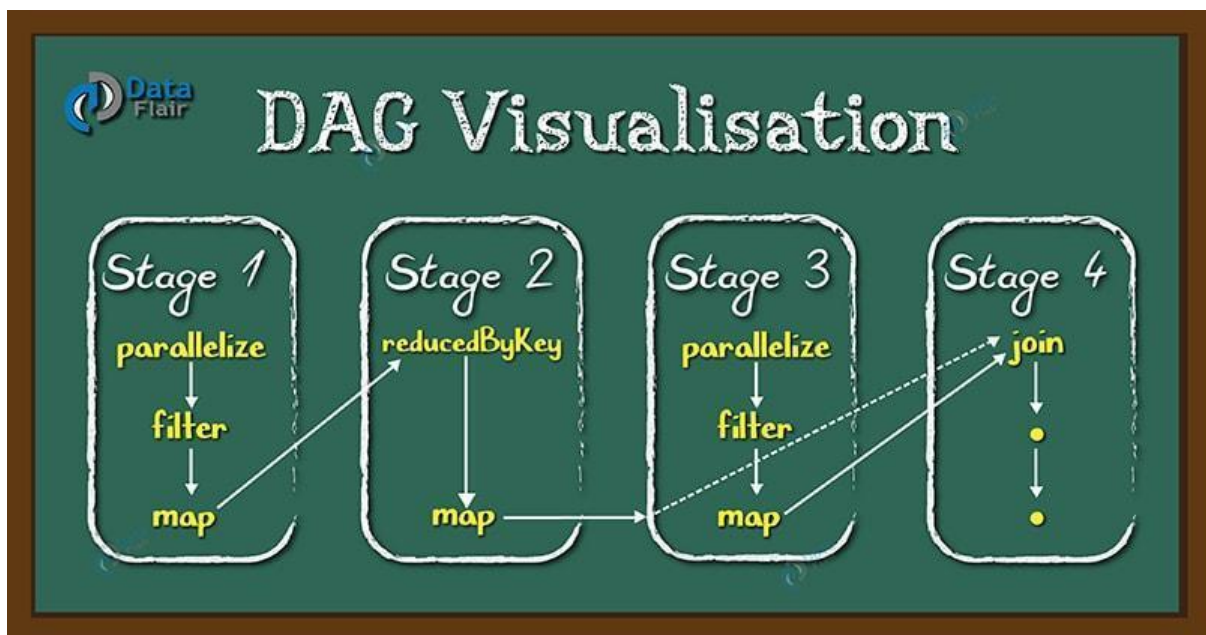 Data
Flair
DAG Visualisation
Stage 1
parallelize
filter
map
Stage 2
reducedByKey
map
Stage 3
parallelize
filter
map
Stage 4
join